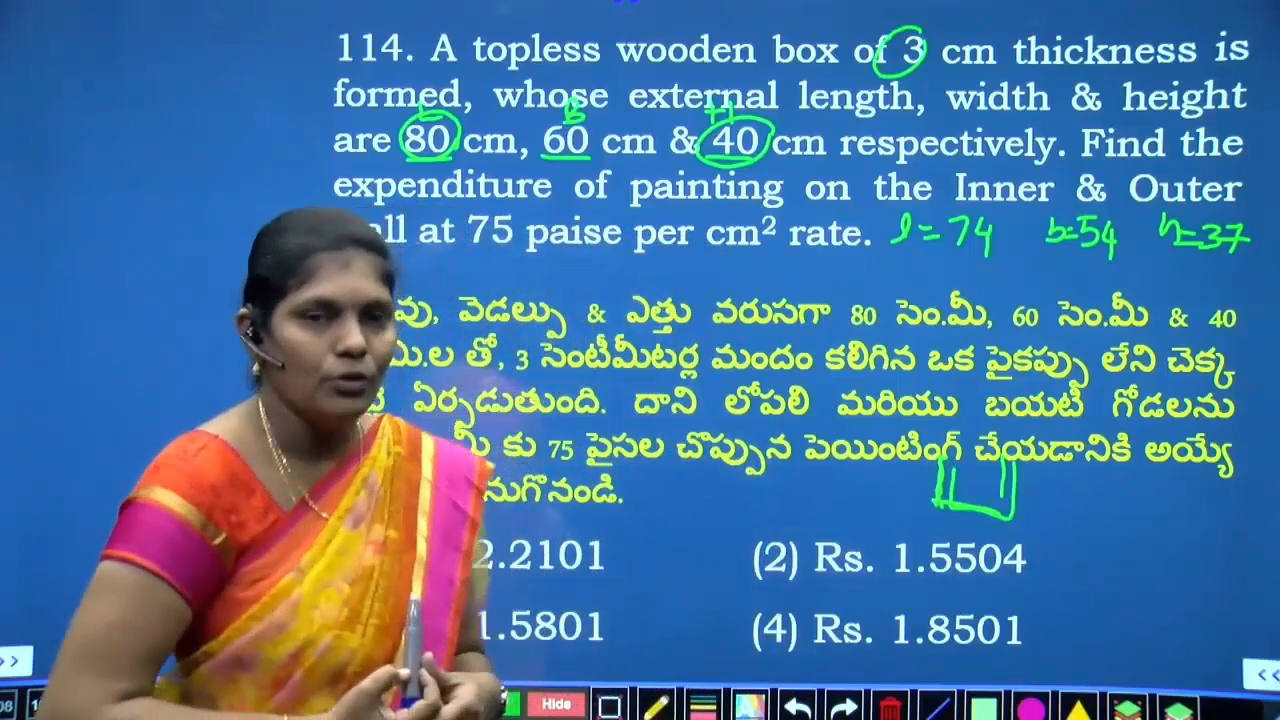 114. A topless wooden box of 3 cm thickness is
formed, whose external length, width & height
L B H
are 80 cm, 60 cm & 40 cm respectively. Find the
expenditure of painting on the Inner & Outer
at 75 paise per cm² rate. l = 74 b=54 h=37
వెడల్పు & ఎత్తు వరుసగా 80 సెం.మీ, 60 సెం.మీ & 40
తో, 3 సెంటీమీటర్ల మందం కలిగిన ఒక పైకప్పు లేని చెక్క
ఏర్పడుతుంది. దాని లోపలి మరియు బయటి గోడలను
కు 75 పైసల చొప్పున పెయింటింగ్ చేయడానికి అయ్యే
2.2101 (2) Rs. 1.5504
1.5801 (4) Rs. 1.8501
>>
<<
08
Hide